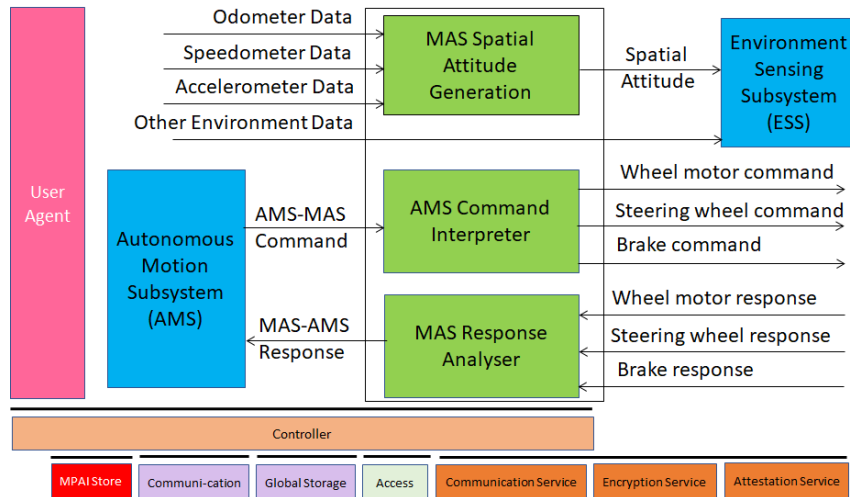 Odometer Data
Speedometer Data
Accelerometer Data
Other Environment Data
MAS Spatial
Attitude
Generation
Spatial
Attitude
Environment
Sensing
Subsystem
(ESS)
User
Agent
Autonomous
Motion
Subsystem
(AMS)
AMS-MAS
Command
AMS Command
Interpreter
Wheel motor command
Steering wheel command
Brake command
MAS-AMS
Response
MAS Response
Analyser
Wheel motor response
Steering wheel response
Brake response
Controller
MPAI Store
Communi-cation
Global Storage
Access
Communication Service
Encryption Service
Attestation Service